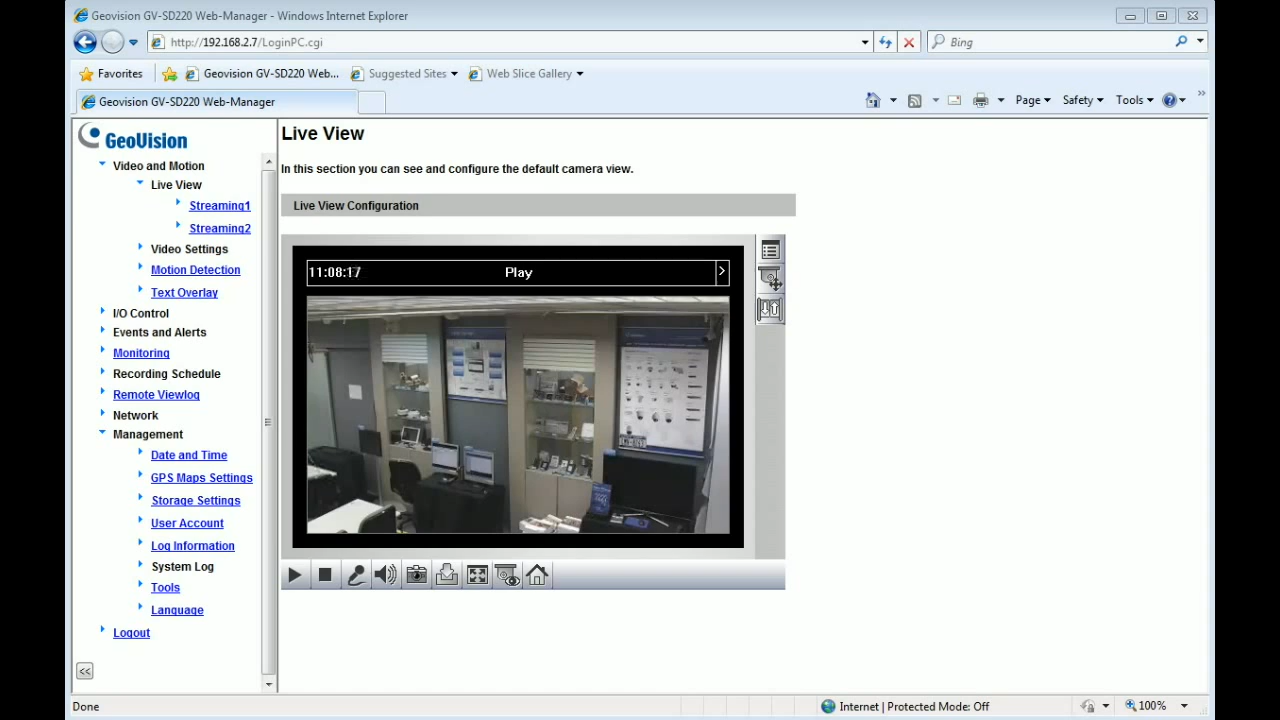 Geovision GV-SD220 Web-Manager - Windows Internet Explorer
http://192.168.2.7/LoginPC.cgi
Bing
Favorites
Geovision GV-SD220 Web...
Suggested Sites
Web Slice Gallery
Geovision GV-SD220 Web-Manager
Page
Safety
Tools
GeoVision
Video and Motion
Live View
Streaming1
Streaming2
Video Settings
Motion Detection
Text Overlay
I/O Control
Events and Alerts
Monitoring
Recording Schedule
Remote Viewlog
Network
Management
Date and Time
GPS Maps Settings
Storage Settings
User Account
Log Information
System Log
Tools
Language
Logout
<<
Live View
In this section you can see and configure the default camera view.
Live View Configuration
11:08:17
Play
>
Done
Internet | Protected Mode: Off
100%